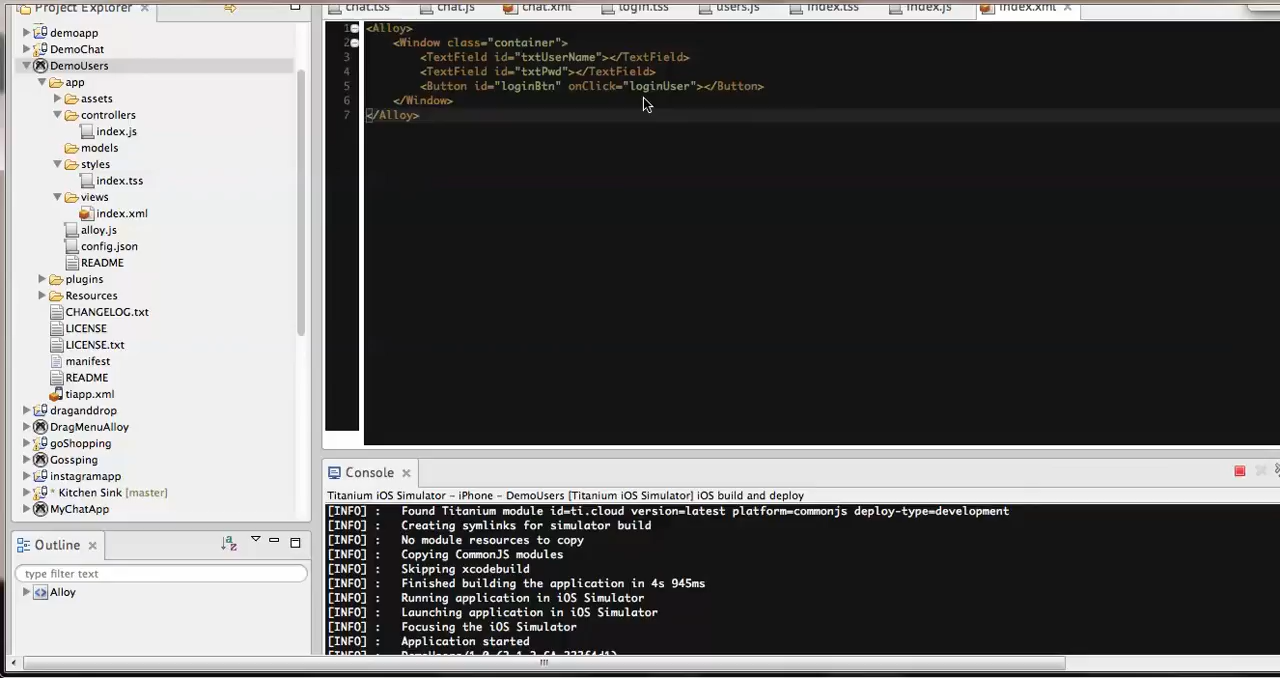 Project Explorer
chat.tss
chat.js
chat.xml
login.tss
users.js
index.tss
index.js
index.xml
demoapp
DemoChat
DemoUsers
app
assets
controllers
index.js
models
styles
index.tss
views
index.xml
alloy.js
config.json
README
plugins
Resources
CHANGELOG.txt
LICENSE
LICENSE.txt
manifest
README
tiapp.xml
draganddrop
DragMenuAlloy
goShopping
Gossping
instagramapp
* Kitchen Sink [master]
MyChatApp
1 <Alloy>
2 <Window class="container">
3 <TextField id="txtUserName"></TextField>
4 <TextField id="txtPwd"></TextField>
5 <Button id="loginBtn" onClick="loginUser"></Button>
6 </Window>
7 </Alloy>
Outline
type filter text
Alloy
Console
Titanium iOS Simulator - iPhone - DemoUsers [Titanium iOS Simulator] iOS build and deploy
[INFO] : Found Titanium module id=ti.cloud version=latest platform=commonjs deploy-type=development
[INFO] : Creating symlinks for simulator build
[INFO] : No module resources to copy
[INFO] : Copying CommonJS modules
[INFO] : Skipping xcodebuild
[INFO] : Finished building the application in 4s 945ms
[INFO] : Running application in iOS Simulator
[INFO] : Launching application in iOS Simulator
[INFO] : Focusing the iOS Simulator
[INFO] : Application started